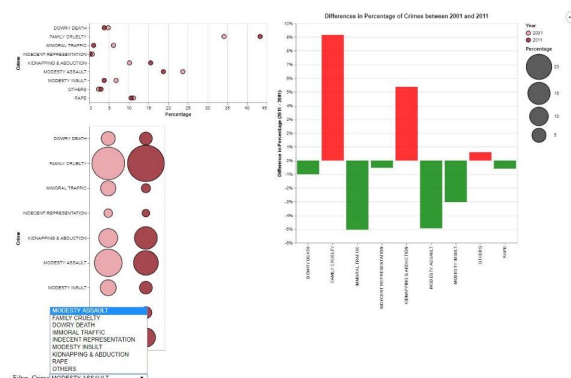 Differences in Percentage of Crimes between 2001 and 2011
DOWRY DEATH
FAMILY CRUELTY
IMMORAL TRAFFIC
INDECENT REPRESENTATION
KIDNAPPING & ABDUCTION
MODESTY ASSAULT
MODESTY INSULT
OTHERS
RAPE
Crime
0 5 10 15 20 25 30 35 40 45
Percentage
DOWRY DEATH
FAMILY CRUELTY
IMMORAL TRAFFIC
INDECENT REPRESENTATION
KIDNAPPING & ABDUCTION
MODESTY ASSAULT
MODESTY INSULT
Crime
MODESTY ASSAULT
FAMILY CRUELTY
DOWRY DEATH
IMMORAL TRAFFIC
INDECENT REPRESENTATION
MODESTY INSULT
KIDNAPPING & ABDUCTION
RAPE
OTHERS
Filter_Crime MODESTY ASSAULT
Difference in Percentage (2011 - 2001)
10%
9%
8%
7%
6%
5%
4%
3%
2%
1%
0%
-1%
-2%
-3%
-4%
-5%
-6%
DOWRY DEATH
FAMILY CRUELTY
IMMORAL TRAFFIC
INDECENT REPRESENTATION
KIDNAPPING & ABDUCTION
MODESTY ASSAULT
MODESTY INSULT
OTHERS
RAPE
Year
2001
2011
Percentage
10
5